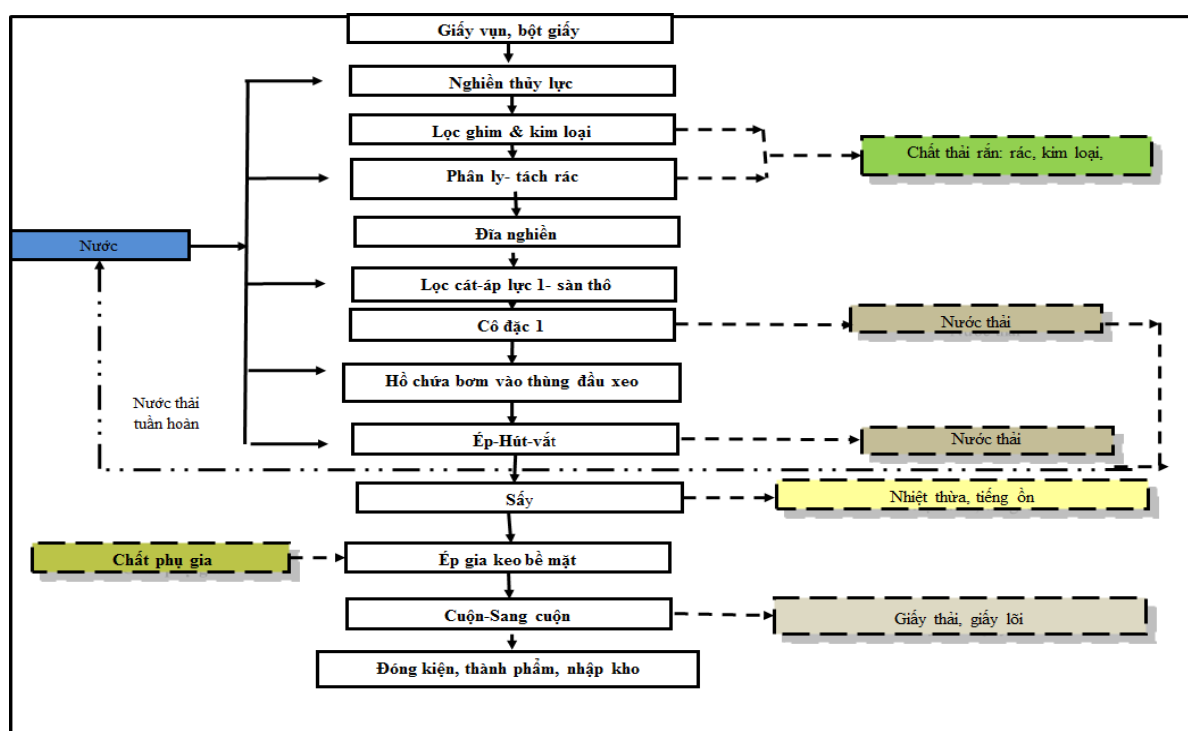 Giấy vụn, bột giấy
Nghiền thủy lực
Lọc ghim & kim loại
Chất thải rắn: rác, kim loại,
Phân ly- tách rác
Đĩa nghiền
Nước
Lọc cát-áp lực 1- sàn thô
Cô đặc 1
Nước thải
Hồ chứa bơm vào thùng đầu xeo
Nước thải
tuần hoàn
Ép-Hút-vắt
Nước thải
Sấy
Nhiệt thừa, tiếng ồn
Chất phụ gia
Ép gia keo bề mặt
Cuộn-Sang cuộn
Giấy thải, giấy lõi
Đóng kiện, thành phẩm, nhập kho